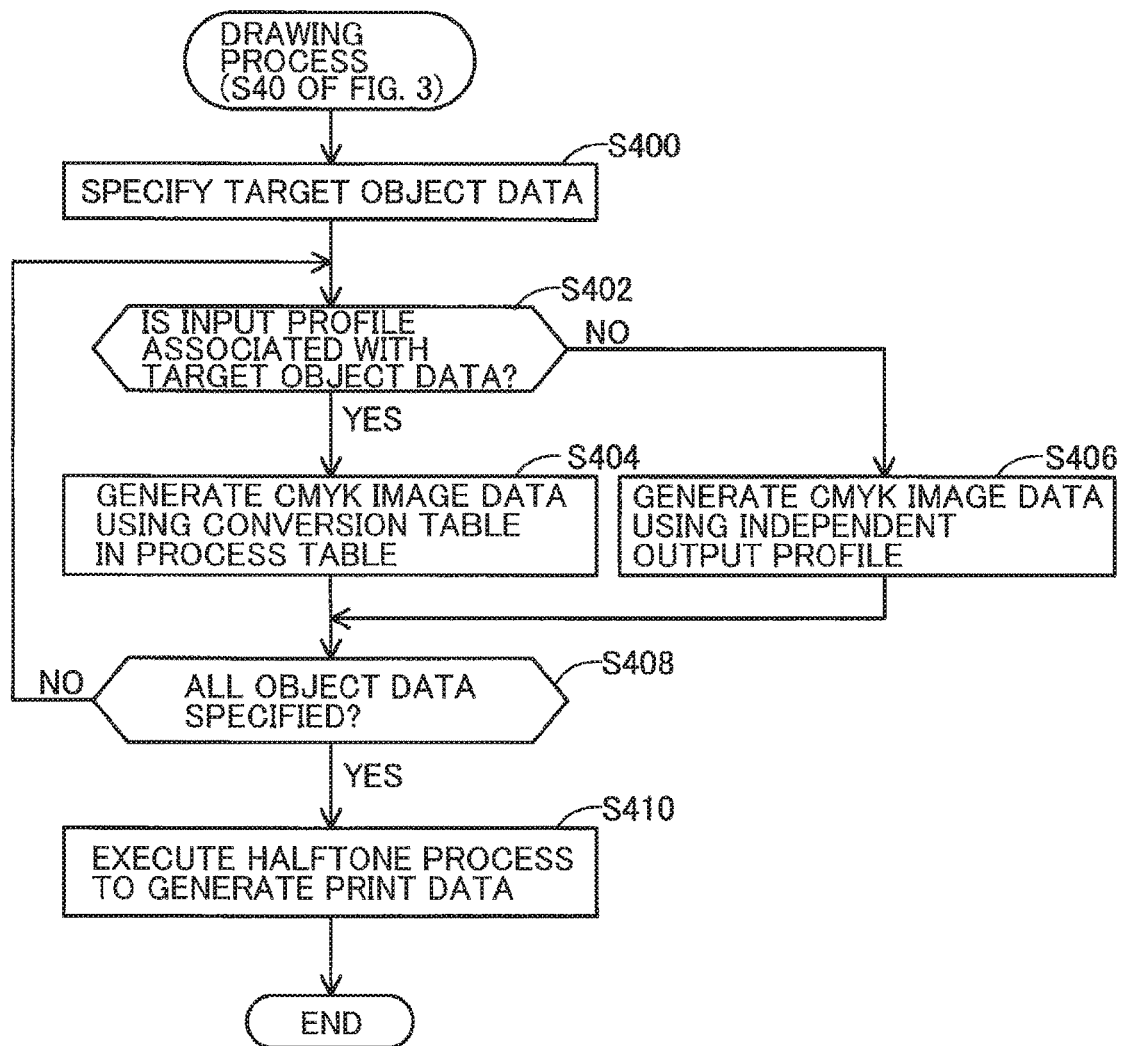 DRAWING
PROCESS
(S40 OF FIG. 3)
S400
SPECIFY TARGET OBJECT DATA
S402
IS INPUT PROFILE
ASSOCIATED WITH
TARGET OBJECT DATA?
NO
YES
S404
GENERATE CMYK IMAGE DATA
USING CONVERSION TABLE
IN PROCESS TABLE
S406
GENERATE CMYK IMAGE DATA
USING INDEPENDENT
OUTPUT PROFILE
S408
NO
ALL OBJECT DATA
SPECIFIED?
YES
S410
EXECUTE HALFTONE PROCESS
TO GENERATE PRINT DATA
END